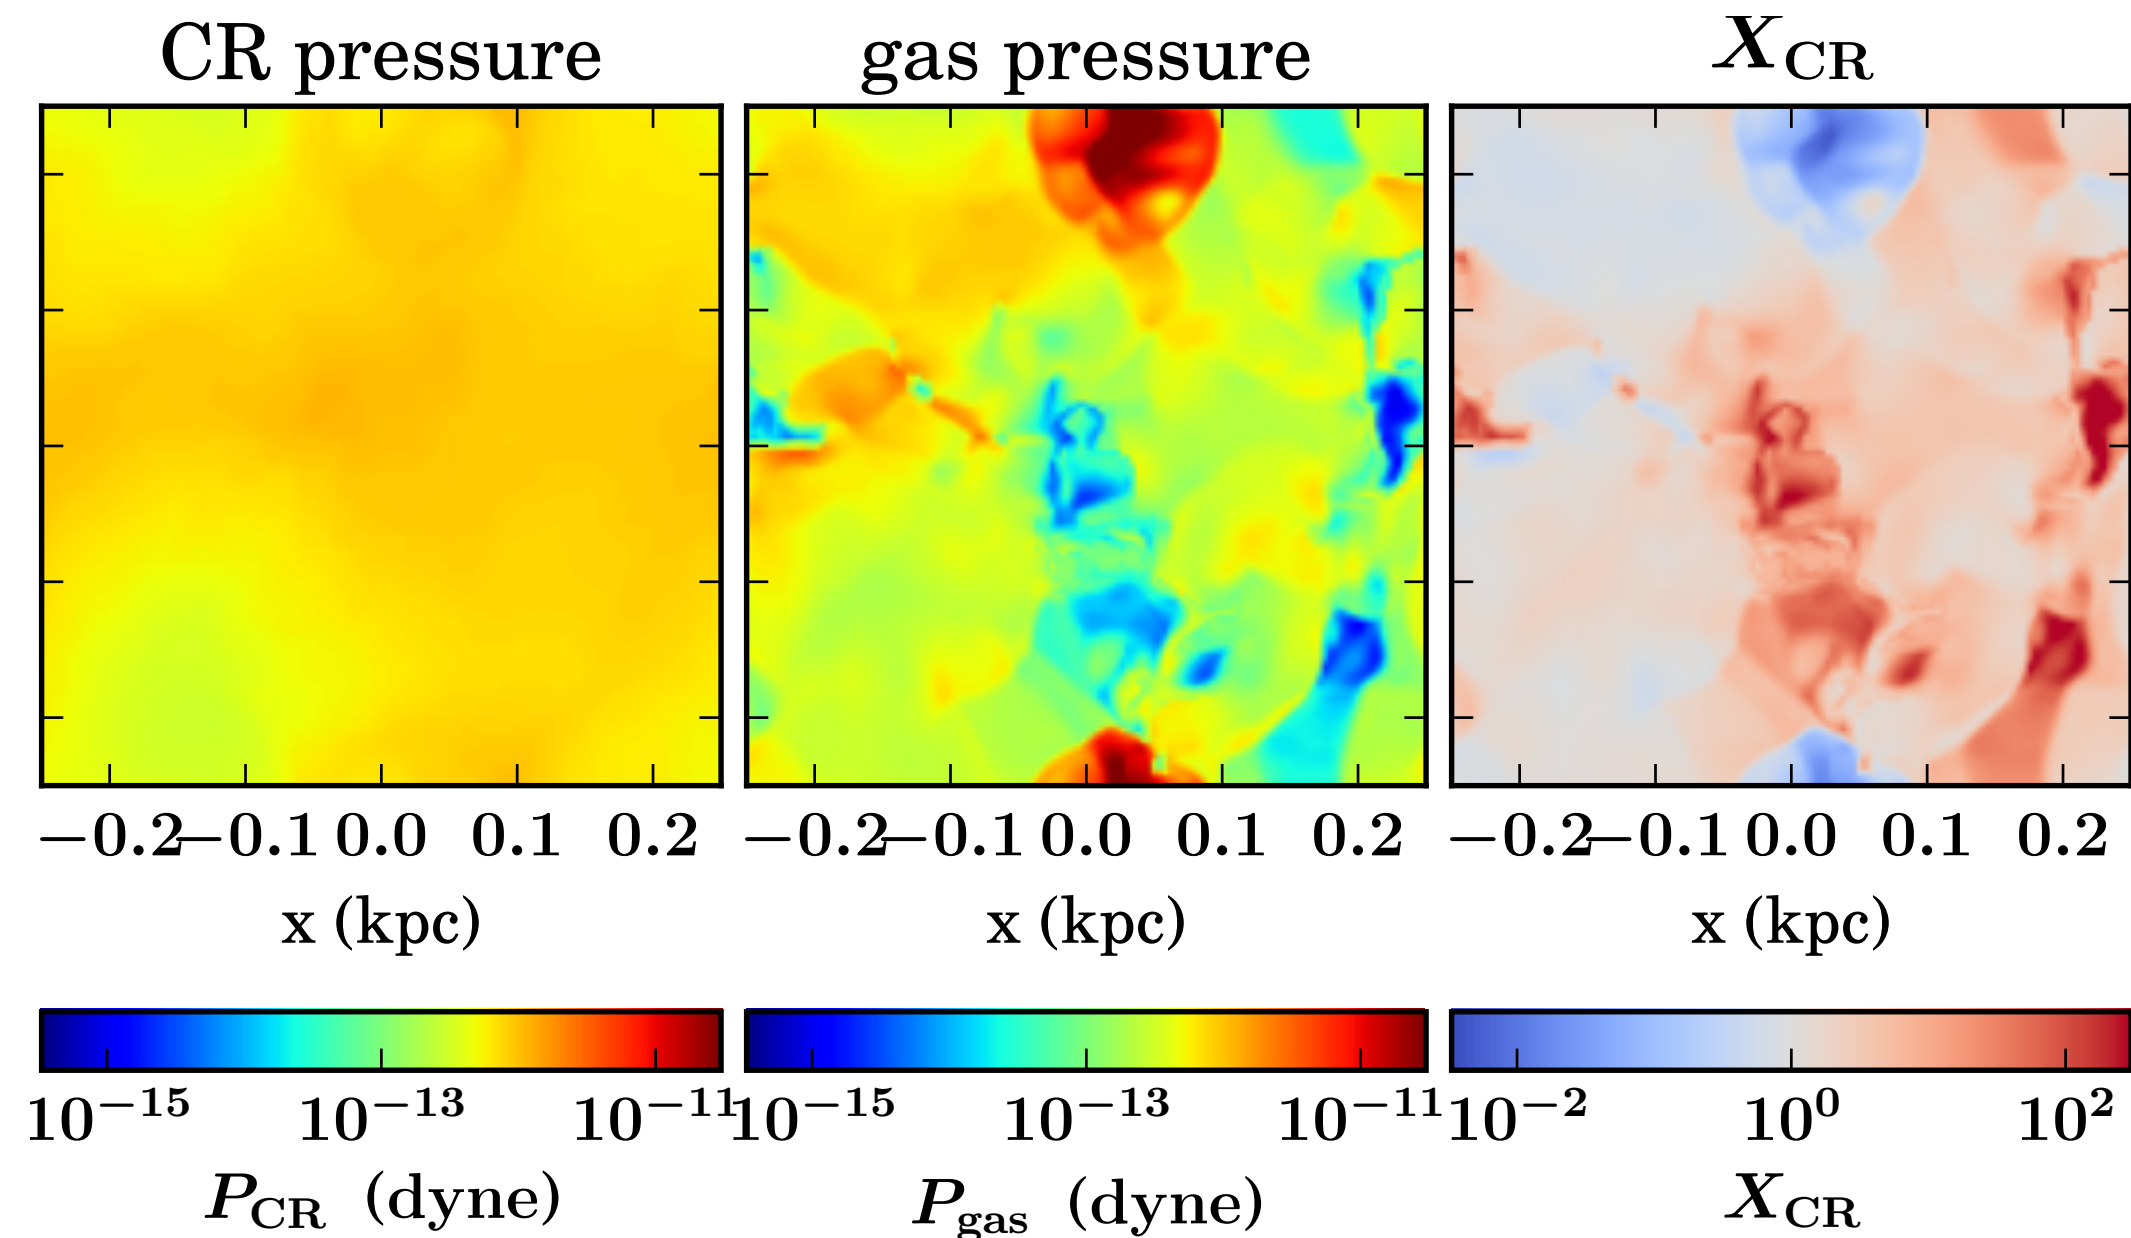 CR pressure gas pressure X_CR
−0.2 −0.1 0.0 0.1 0.2 −0.2 −0.1 0.0 0.1 0.2 −0.2 −0.1 0.0 0.1 0.2
x (kpc) x (kpc) x (kpc)
10^−15 10^−13 10^−11 10^−15 10^−13 10^−11 10^−2 10^0 10^2
P_CR (dyne) P_gas (dyne) X_CR